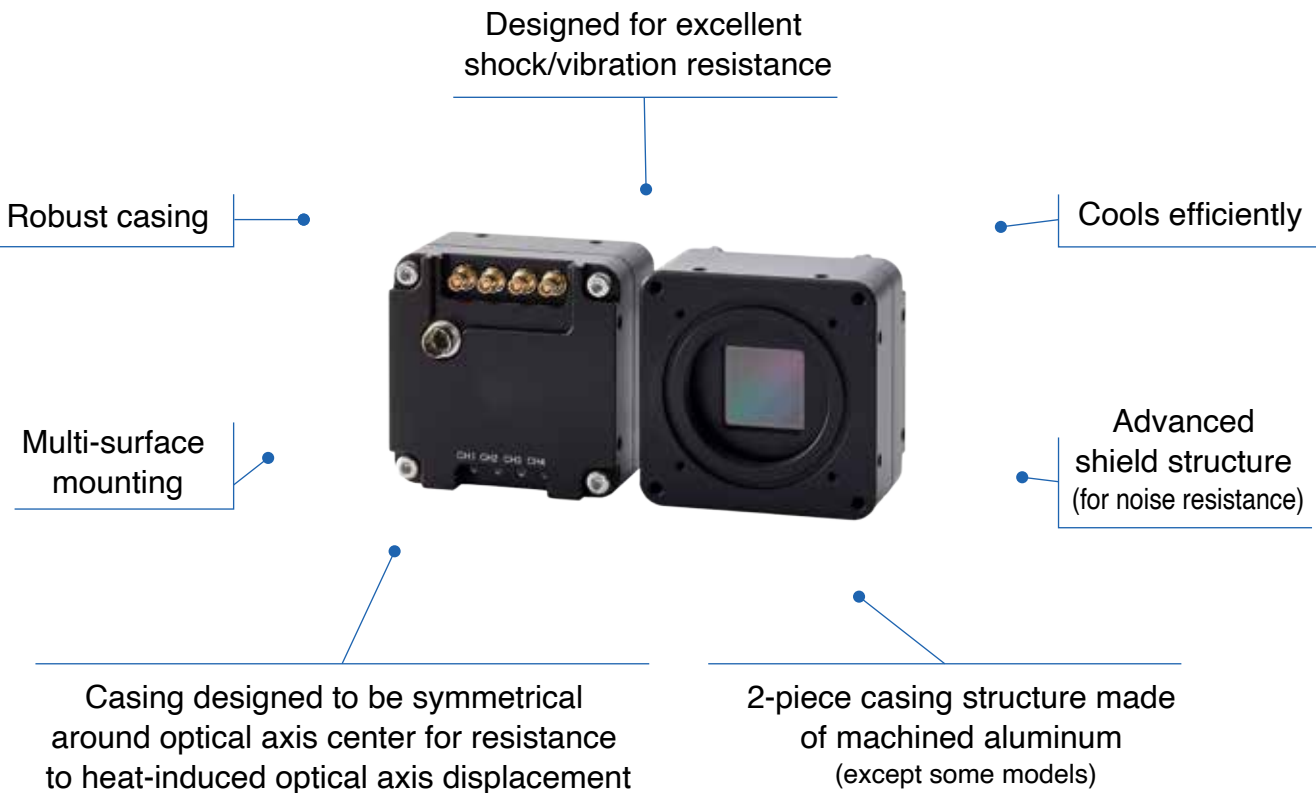 Designed for excellent
shock/vibration resistance
Robust casing
Cools efficiently
Multi-surface
mounting
Advanced
shield structure
(for noise resistance)
CH1 CH2 CH3 CH4
Casing designed to be symmetrical
around optical axis center for resistance
to heat-induced optical axis displacement
2-piece casing structure made
of machined aluminum
(except some models)